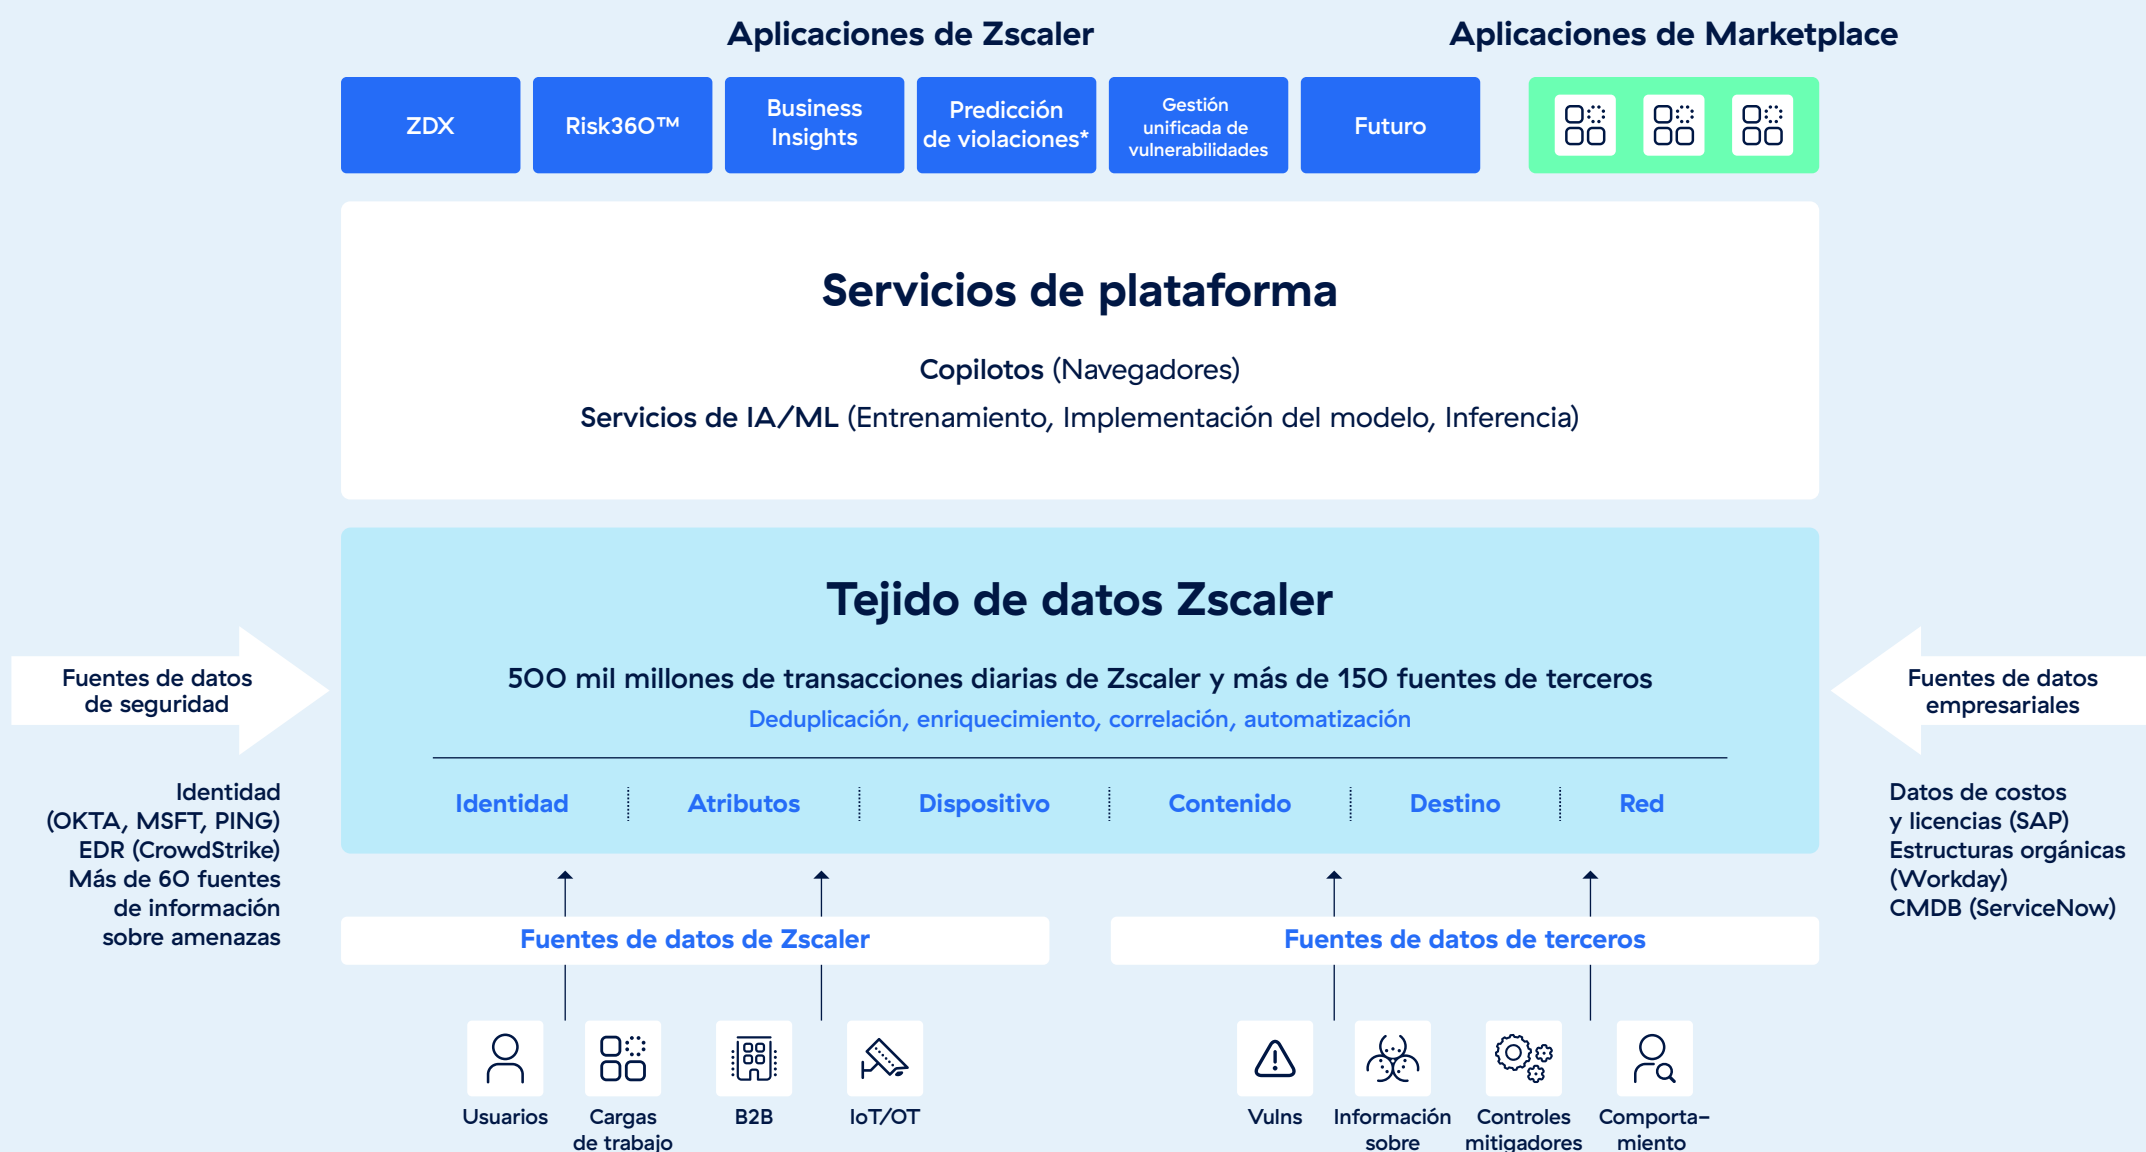 Aplicaciones de Zscaler
Aplicaciones de Marketplace
ZDX
Risk360™
Business
Insights
Predicción
de violaciones*
Gestión
unificada de
vulnerabilidades
Futuro
Servicios de plataforma
Copilotos (Navegadores)
Servicios de IA/ML (Entrenamiento, Implementación del modelo, Inferencia)
Tejido de datos Zscaler
500 mil millones de transacciones diarias de Zscaler y más de 150 fuentes de terceros
Deduplicación, enriquecimiento, correlación, automatización
Identidad
Atributos
Dispositivo
Contenido
Destino
Red
Fuentes de datos
de seguridad
Identidad
(OKTA, MSFT, PING)
EDR (CrowdStrike)
Más de 60 fuentes
de información
sobre amenazas
Fuentes de datos
empresariales
Datos de costos
y licencias (SAP)
Estructuras orgánicas
(Workday)
CMDB (ServiceNow)
Fuentes de datos de Zscaler
Fuentes de datos de terceros
Usuarios
Cargas
de trabajo
B2B
IoT/OT
Vulns
Información
sobre
Controles
mitigadores
Comporta-
miento